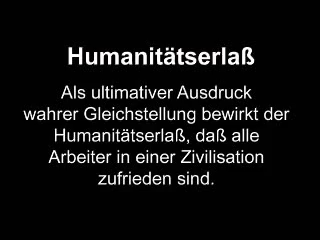 Humanitätserlaß
Als ultimativer Ausdruck
wahrer Gleichstellung bewirkt der
Humanitätserlaß, daß alle
Arbeiter in einer Zivilisation
zufrieden sind.